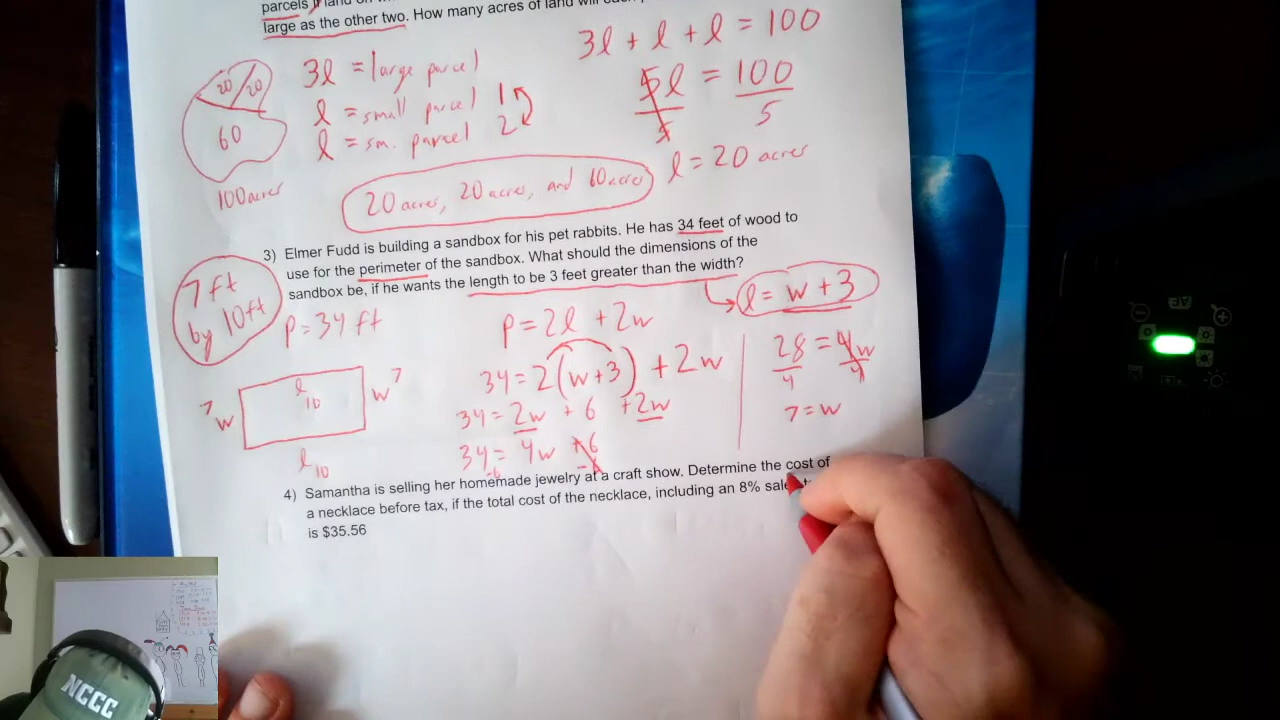 parcels
large as the other two. How many acres of land will
3l + l + l = 100
20 / 20
60
100 acres
3l = large parcel
l = small parcel 1
l = sm. parcel 2
5l = 100
5 5
l = 20 acres
20 acres, 20 acres, and 60 acres
3) Elmer Fudd is building a sandbox for his pet rabbits. He has 34 feet of wood to
use for the perimeter of the sandbox. What should the dimensions of the
sandbox be, if he wants the length to be 3 feet greater than the width?
l = w + 3
7 ft
by 10 ft
P = 34 ft
P = 2l + 2w
34 = 2(w+3) + 2w
34 = 2w + 6 + 2w
34 = 4w + 6
-6 -6
28 = 4w
4 4
7 = w
l
10
7
w
w 7
l 10
4) Samantha is selling her homemade jewelry at a craft show. Determine the cost of
a necklace before tax, if the total cost of the necklace, including an 8%
is $35.56
NCCC
AE